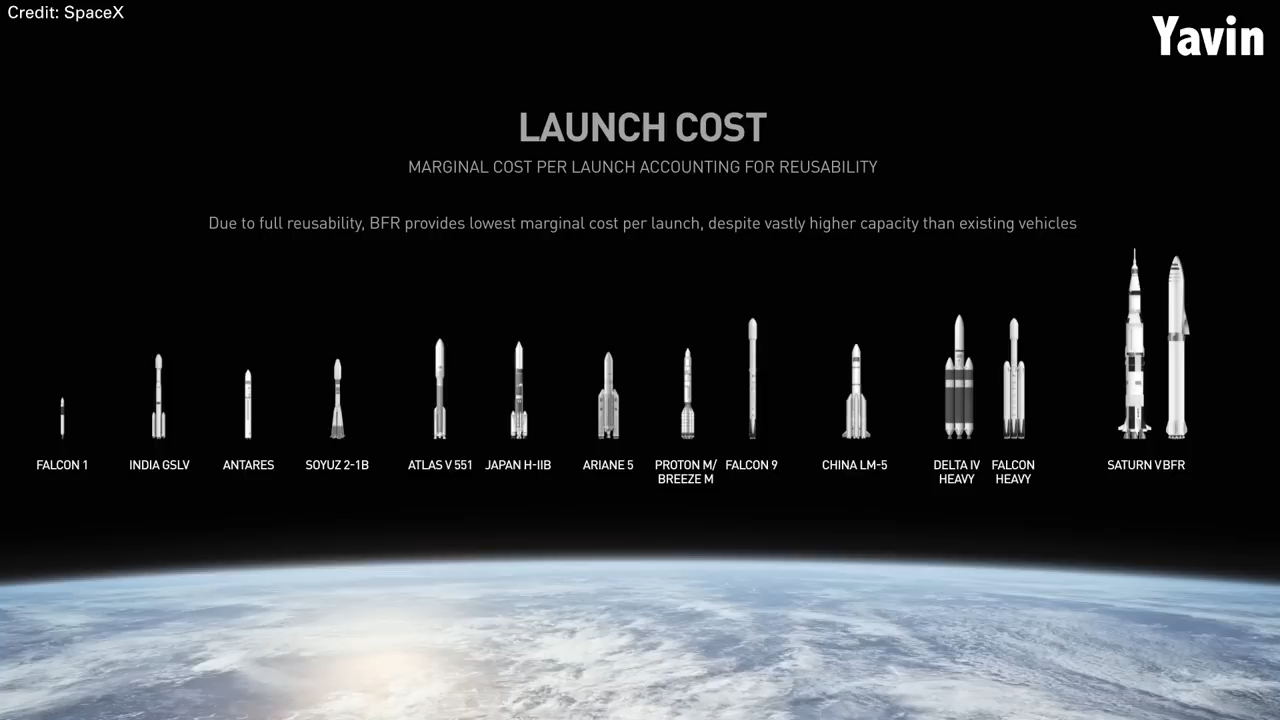 Credit: SpaceX
Yavin
LAUNCH COST
MARGINAL COST PER LAUNCH ACCOUNTING FOR REUSABILITY
Due to full reusability, BFR provides lowest marginal cost per launch, despite vastly higher capacity than existing vehicles
FALCON 1
INDIA GSLV
ANTARES
SOYUZ 2-1B
ATLAS V 551
JAPAN H-IIB
ARIANE 5
PROTON M/
BREEZE M
FALCON 9
CHINA LM-5
DELTA IV
HEAVY
FALCON
HEAVY
SATURN V
BFR